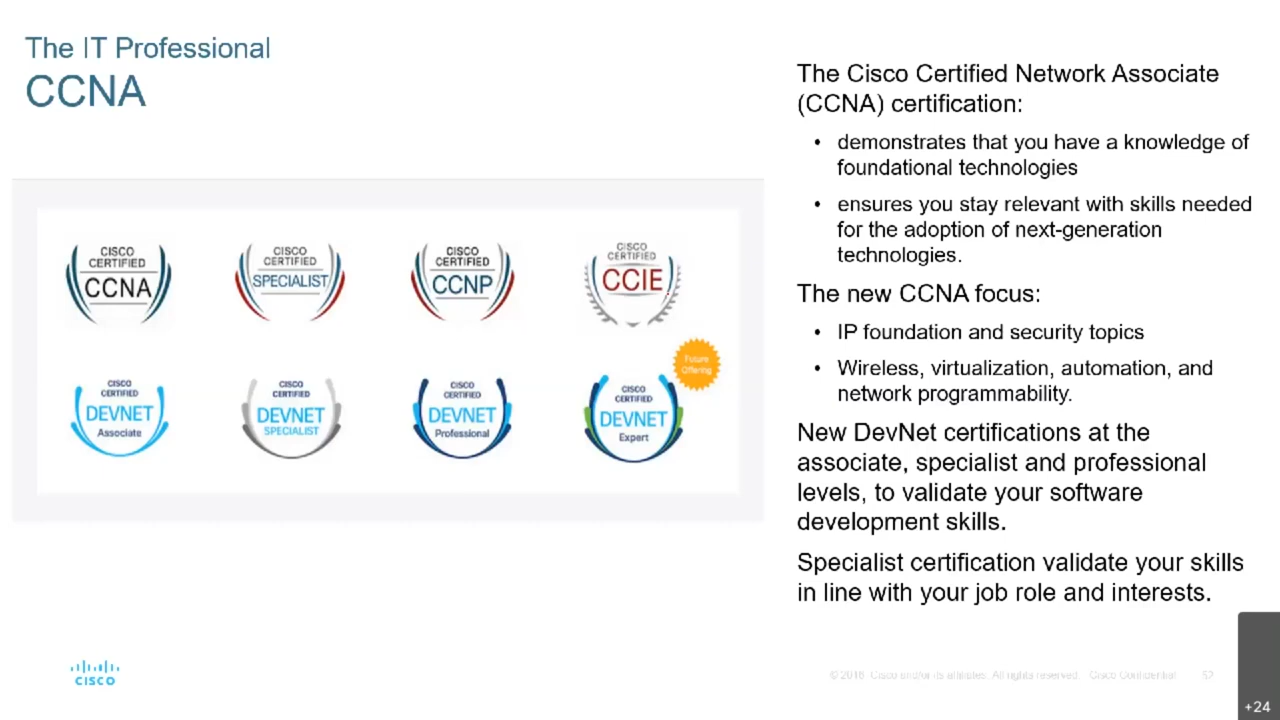 The IT Professional
CCNA
CISCO
CERTIFIED
CCNA
CISCO
CERTIFIED
SPECIALIST
CISCO
CERTIFIED
CCNP
CISCO
CERTIFIED
CCIE
CISCO
CERTIFIED
DEVNET
Associate
CISCO
CERTIFIED
DEVNET
SPECIALIST
CISCO
CERTIFIED
DEVNET
Professional
Future
Offering
CISCO
CERTIFIED
DEVNET
Expert
The Cisco Certified Network Associate
(CCNA) certification:
• demonstrates that you have a knowledge of
foundational technologies
• ensures you stay relevant with skills needed
for the adoption of next-generation
technologies.
The new CCNA focus:
• IP foundation and security topics
• Wireless, virtualization, automation, and
network programmability.
New DevNet certifications at the
associate, specialist and professional
levels, to validate your software
development skills.
Specialist certification validate your skills
in line with your job role and interests.
CISCO
© 2016 Cisco and/or its affiliates. All rights reserved. Cisco Confidential
52
+24